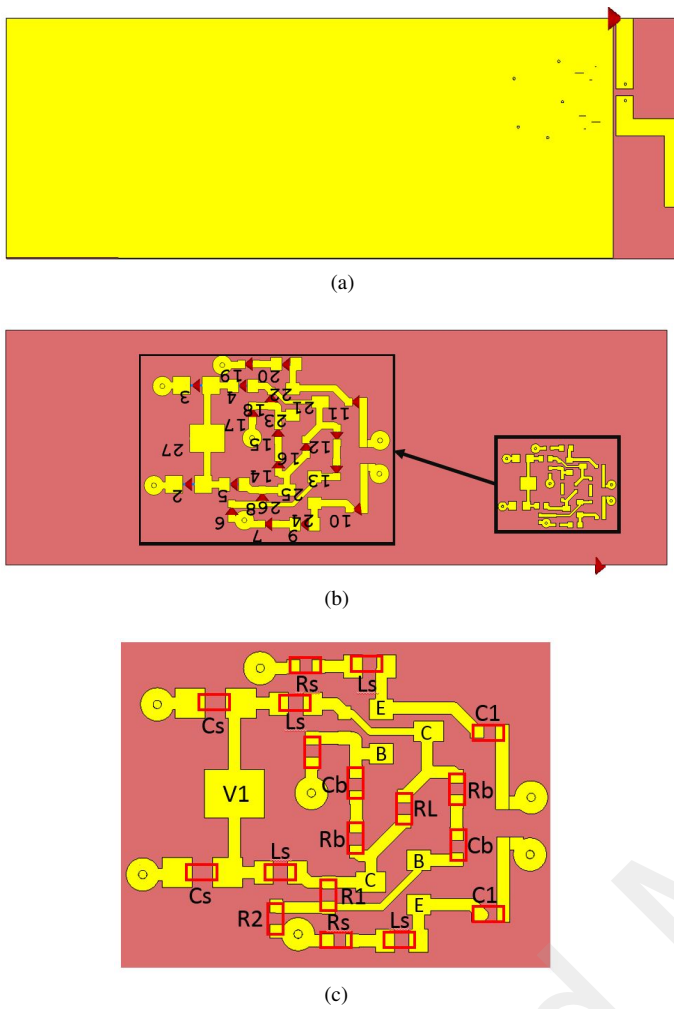 (a)
19 20
3 4 22 21 11
18
17 23
12
15
27 16
14 13
2 5 25
26 8
6 24 10
7 9
(b)
Rs Ls
Cs Ls E C1
C
B
V1 Cb RL Rb
Rb
Ls B Cb
Cs C
R1 E C1
R2 Rs Ls
(c)